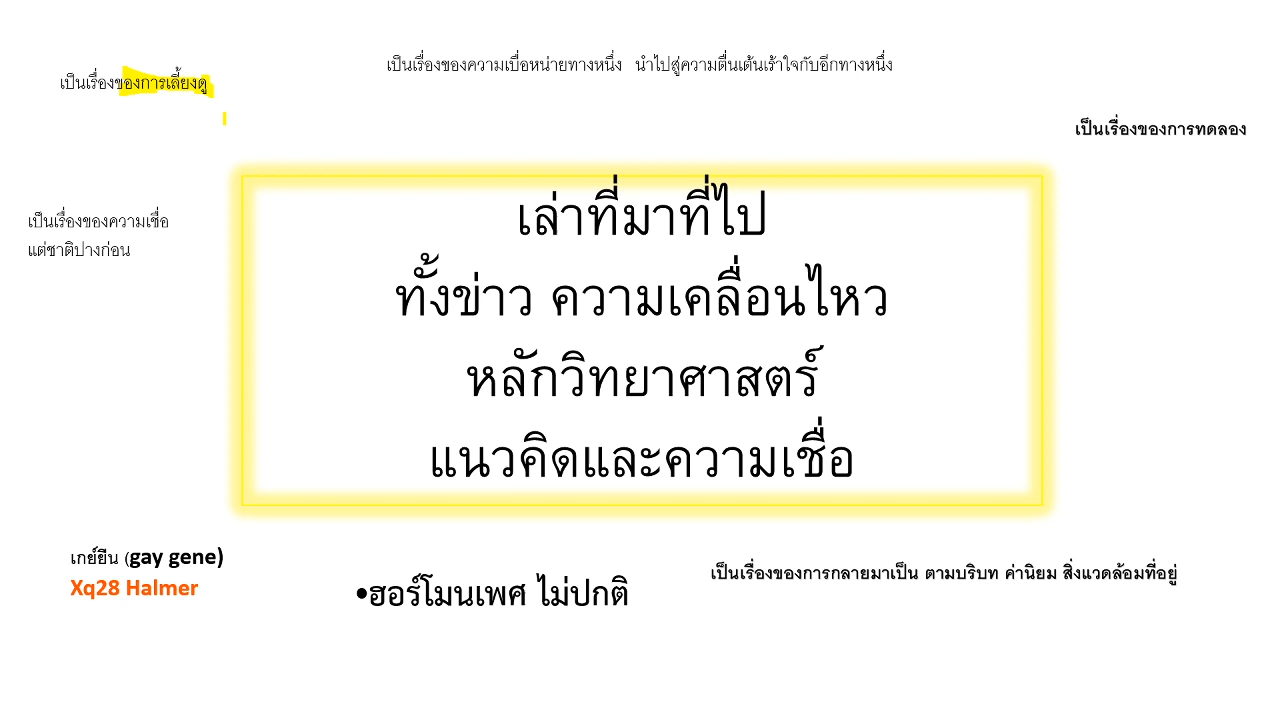 เป็นเรื่องของความเบื่อหน่ายทางหนึ่ง นำไปสู่ความตื่นเต้นเร้าใจกับอีกทางหนึ่ง
เป็นเรื่องของการเลี้ยงดู
เป็นเรื่องของการทดลอง
เล่าที่มาที่ไป
เป็นเรื่องของความเชื่อ
แต่ชาติปางก่อน
ทั้งข่าว ความเคลื่อนไหว
หลักวิทยาศาสตร์
แนวคิดและความเชื่อ
เกย์ยีน (gay gene)
Xq28 Halmer
•ฮอร์โมนเพศ ไม่ปกติ
เป็นเรื่องของการกลายมาเป็น ตามบริบท ค่านิยม สิ่งแวดล้อมที่อยู่